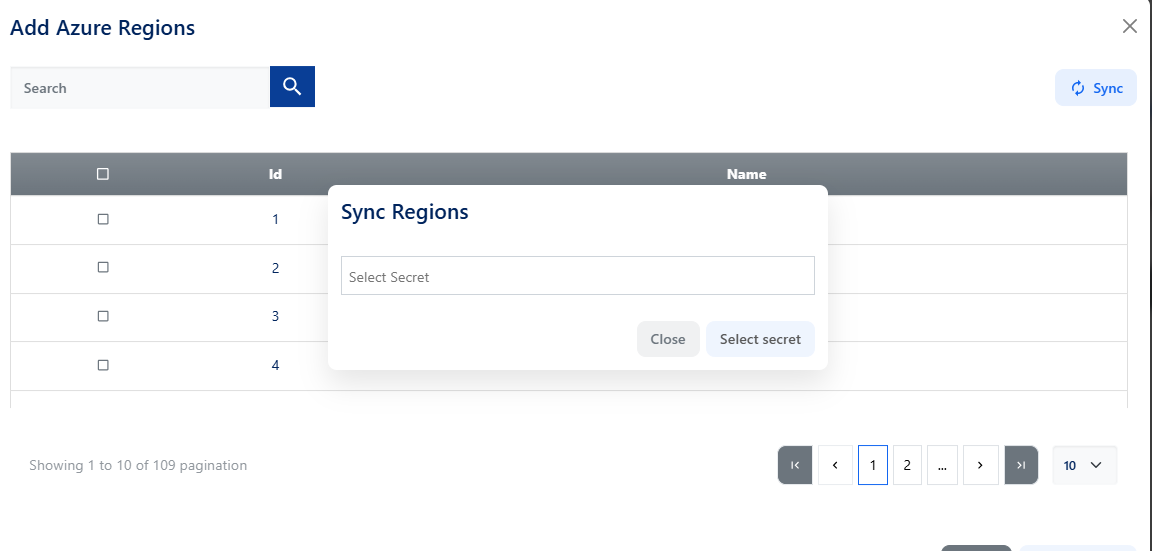 Add Azure Regions
Search
Sync
Id Name
1
Sync Regions
2
Select Secret
3
Close Select secret
4
Showing 1 to 10 of 109 pagination
1 2 ... 10